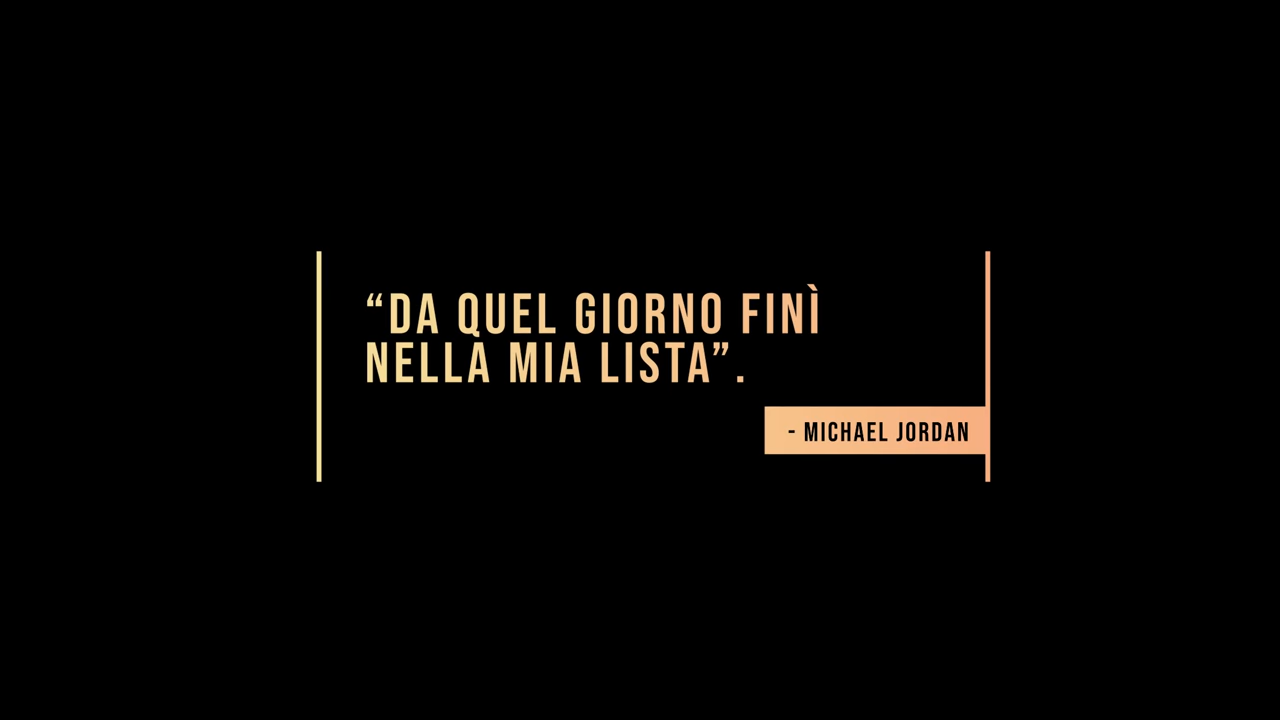 “DA QUEL GIORNO FINÌ
NELLA MIA LISTA”.
- MICHAEL JORDAN